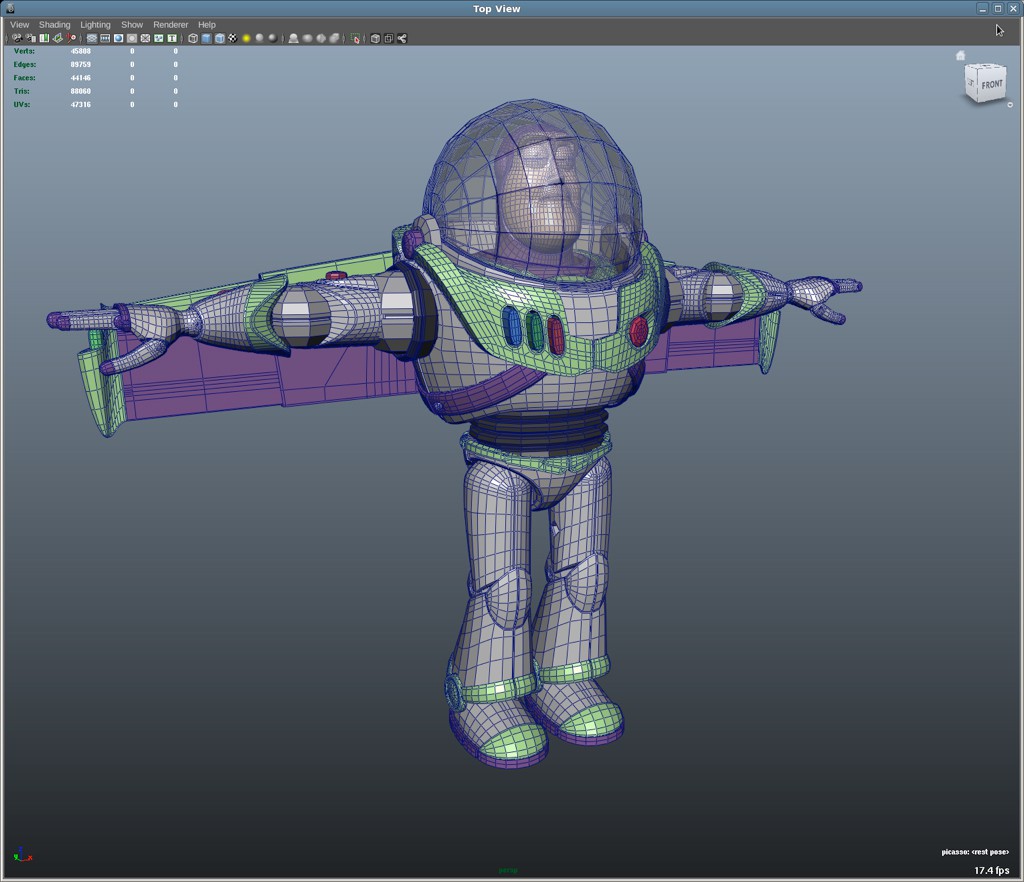 Top View
View Shading Lighting Show Renderer Help
Verts: 45808 0 0
Edges: 89759 0 0
Faces: 44146 0 0
Tris: 88060 0 0
UVs: 47316 0 0
FRONT
persp
picasso: <rest pose>
17.4 fps